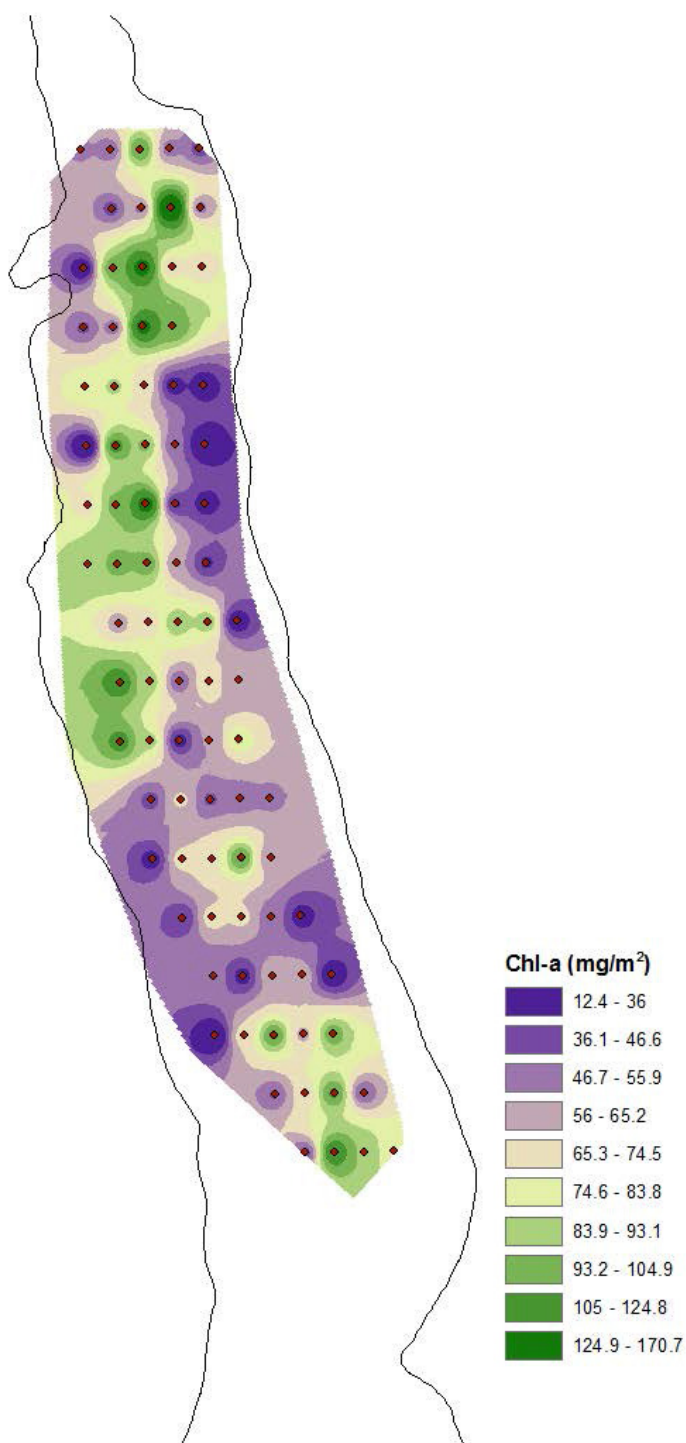 Chl-a (mg/m²)
12.4 - 36
36.1 - 46.6
46.7 - 55.9
56 - 65.2
65.3 - 74.5
74.6 - 83.8
83.9 - 93.1
93.2 - 104.9
105 - 124.8
124.9 - 170.7